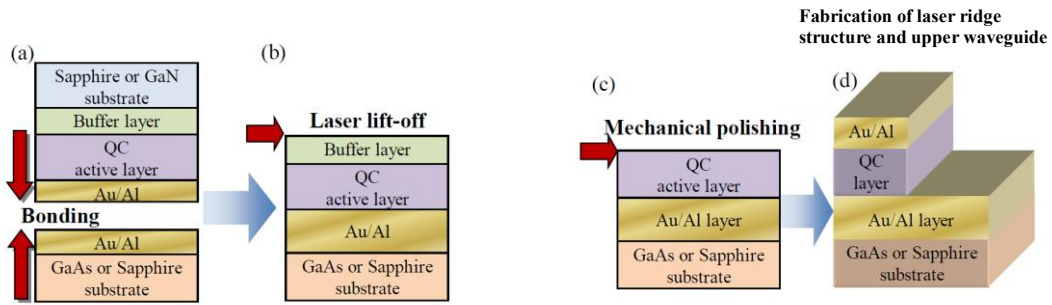 Fabrication of laser ridge
structure and upper waveguide
(a)
Sapphire or GaN
substrate
Buffer layer
QC
active layer
Au/Al
Bonding
Au/Al
GaAs or Sapphire
substrate
(b)
Laser lift-off
Buffer layer
QC
active layer
Au/Al
GaAs or Sapphire
substrate
(c)
Mechanical polishing
QC
active layer
Au/Al layer
GaAs or Sapphire
substrate
(d)
Au/Al
QC
layer
Au/Al layer
GaAs or Sapphire
substrate